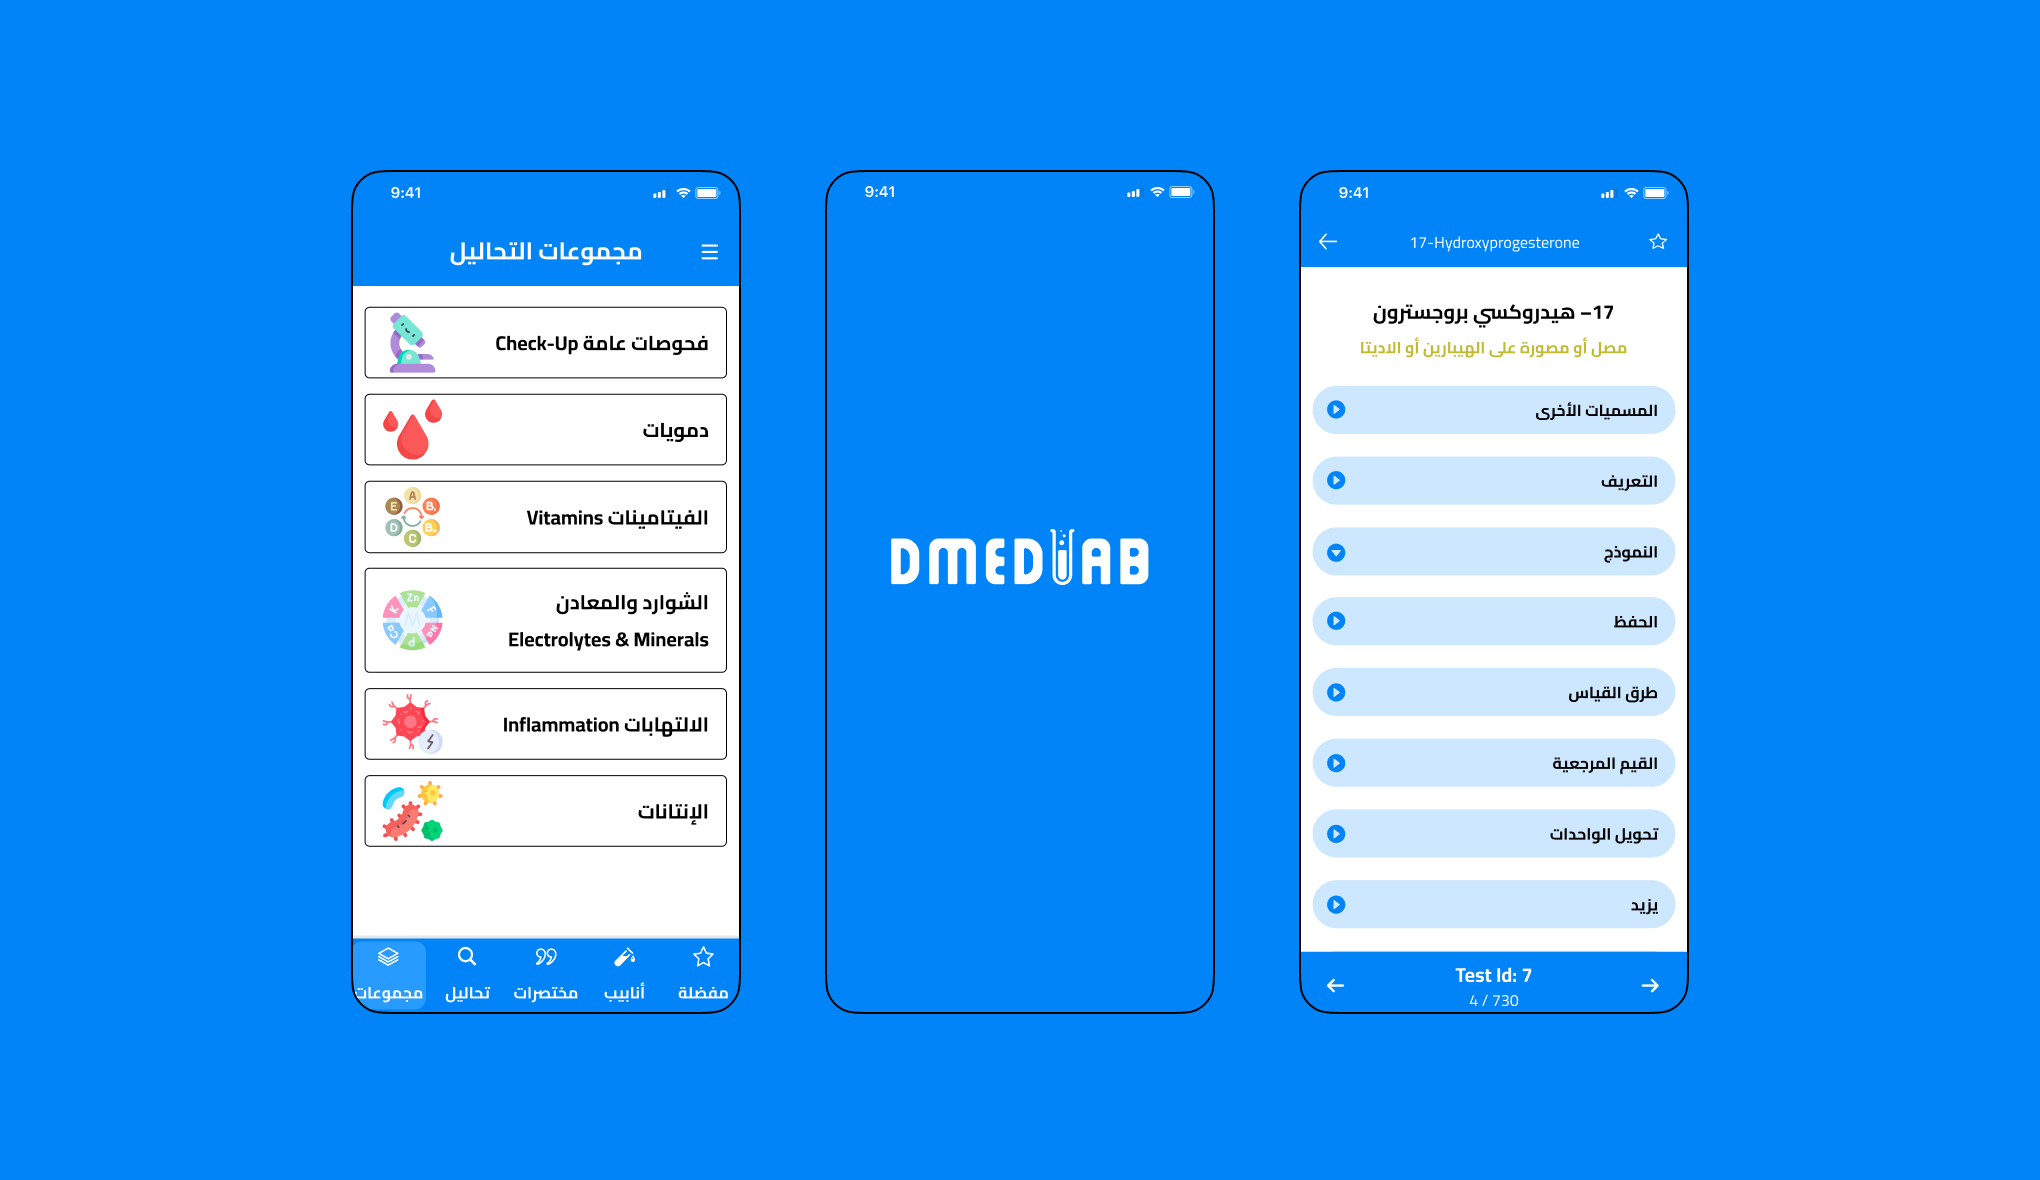 9:41
مجموعات التحاليل
فحوصات عامة Check-Up
دمويات
الفيتامينات Vitamins
A
E
B
D
B
C
الشوارد والمعادن
Electrolytes & Minerals
Zn
K
F
W
Ca
Na
P
الالتهابات Inflammation
الإنتانات
مفضلة
أنابيب
مختصرات
تحاليل
مجموعات
9:41
DMEDLAB
9:41
17-Hydroxyprogesterone
17- هيدروكسي بروجسترون
مصل أو مصورة على الهيبارين أو الاديتا
المسميات الأخرى
التعريف
النموذج
الحفظ
طرق القياس
القيم المرجعية
تحويل الواحدات
يزيد
Test Id: 7
4 / 730